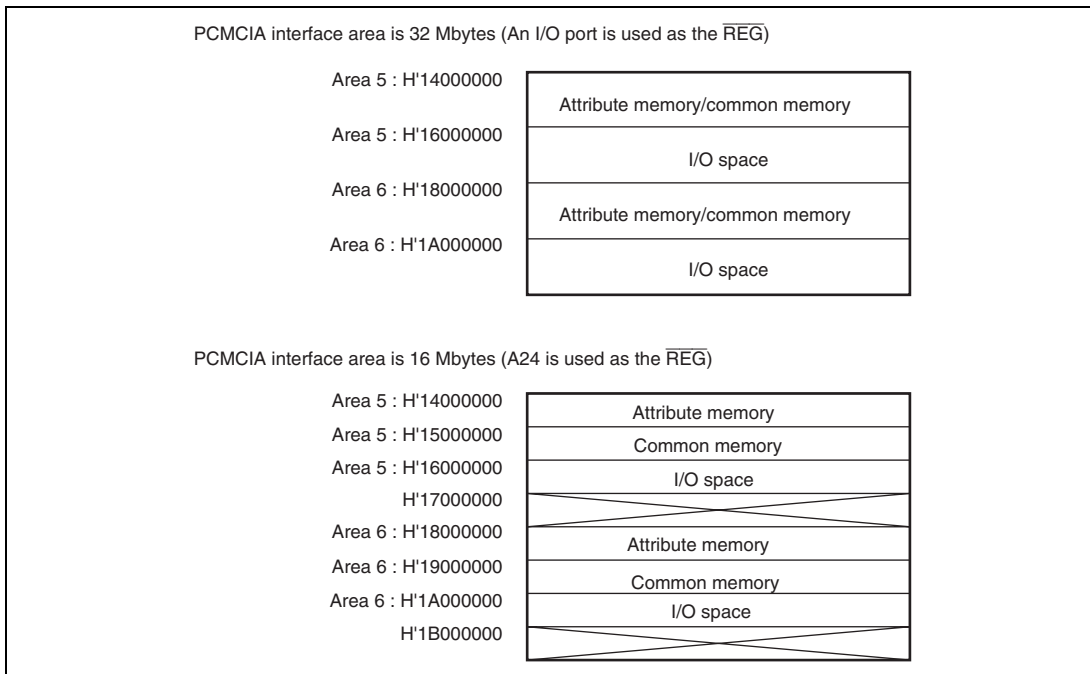 PCMCIA interface area is 32 Mbytes (An I/O port is used as the REG)
Area 5 : H'14000000
Attribute memory/common memory
Area 5 : H'16000000
I/O space
Area 6 : H'18000000
Attribute memory/common memory
Area 6 : H'1A000000
I/O space
PCMCIA interface area is 16 Mbytes (A24 is used as the REG)
Area 5 : H'14000000
Attribute memory
Area 5 : H'15000000
Common memory
Area 5 : H'16000000
I/O space
H'17000000
Area 6 : H'18000000
Attribute memory
Area 6 : H'19000000
Common memory
Area 6 : H'1A000000
I/O space
H'1B000000